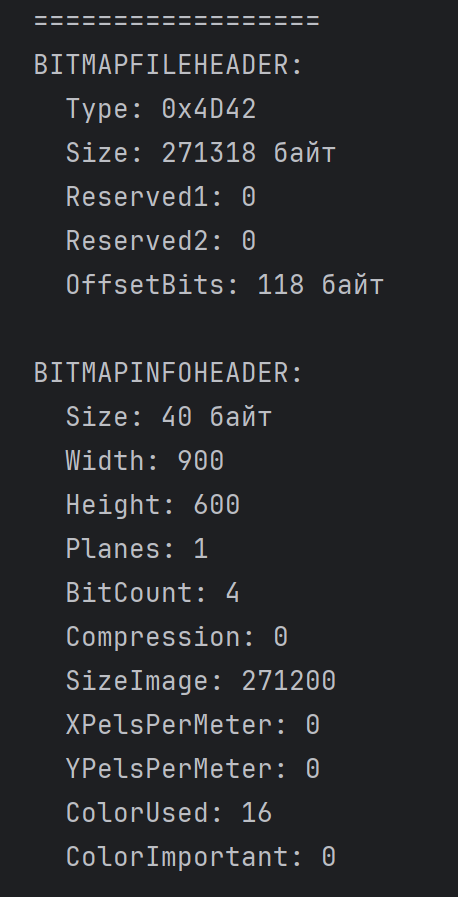 ==================
BITMAPFILEHEADER:
Type: 0x4D42
Size: 271318 байт
Reserved1: 0
Reserved2: 0
OffsetBits: 118 байт
BITMAPINFOHEADER:
Size: 40 байт
Width: 900
Height: 600
Planes: 1
BitCount: 4
Compression: 0
SizeImage: 271200
XPelsPerMeter: 0
YPelsPerMeter: 0
ColorUsed: 16
ColorImportant: 0